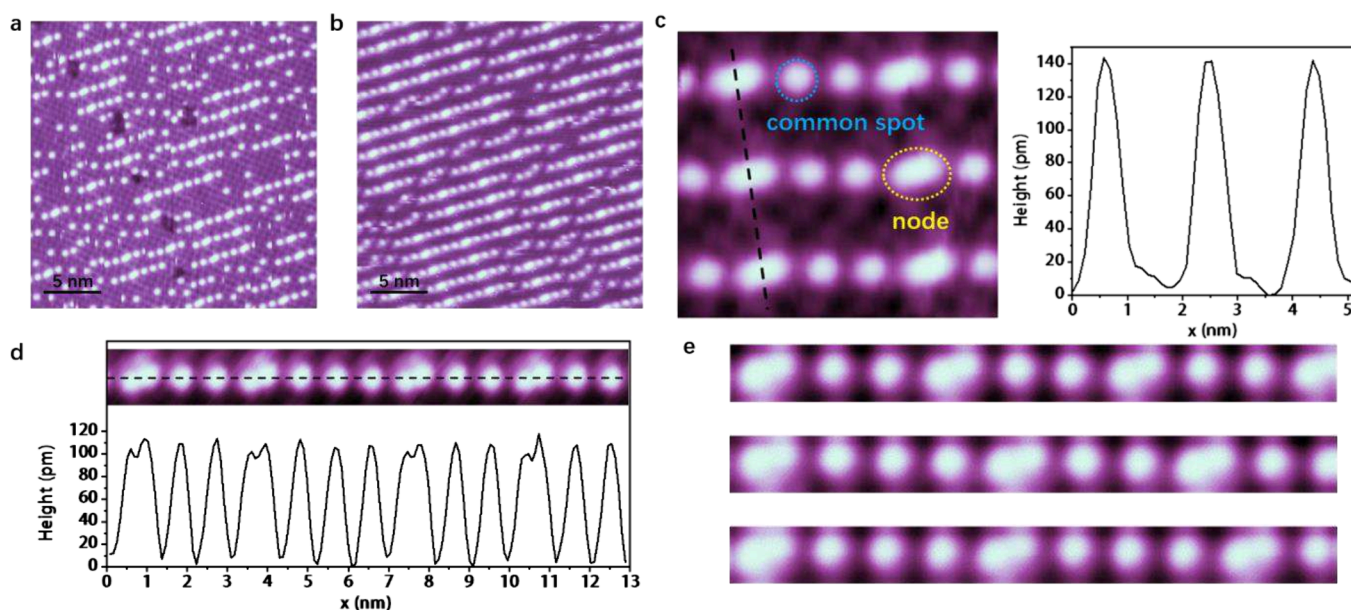 a
b
c
5 nm
5 nm
common spot
node
Height (pm)
140
120
100
80
60
40
20
0
0 1 2 3 4 5
x (nm)
d
Height (pm)
120
100
80
60
40
20
0
0 1 2 3 4 5 6 7 8 9 10 11 12 13
x (nm)
e